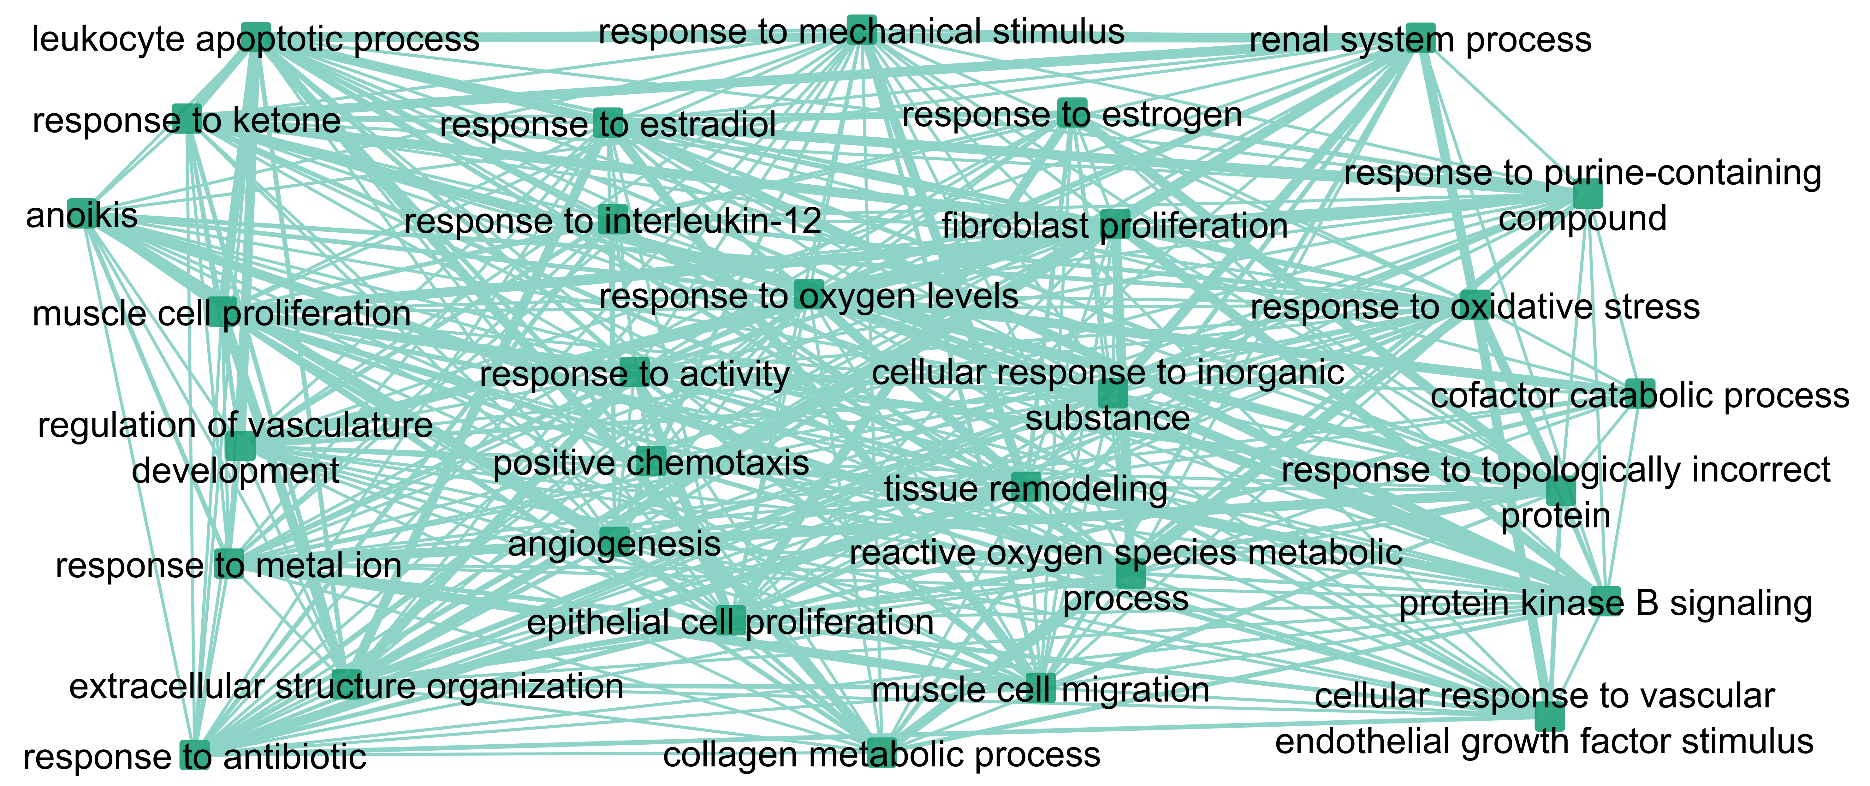 leukocyte apoptotic process
response to mechanical stimulus
renal system process
response to ketone
response to estradiol
response to estrogen
response to purine-containing
compound
anoikis
response to interleukin-12
fibroblast proliferation
muscle cell proliferation
response to oxygen levels
response to oxidative stress
response to activity
cellular response to inorganic
substance
cofactor catabolic process
regulation of vasculature
development
positive chemotaxis
tissue remodeling
response to topologically incorrect
protein
response to metal ion
angiogenesis
reactive oxygen species metabolic
process
protein kinase B signaling
epithelial cell proliferation
extracellular structure organization
muscle cell migration
cellular response to vascular
endothelial growth factor stimulus
response to antibiotic
collagen metabolic process